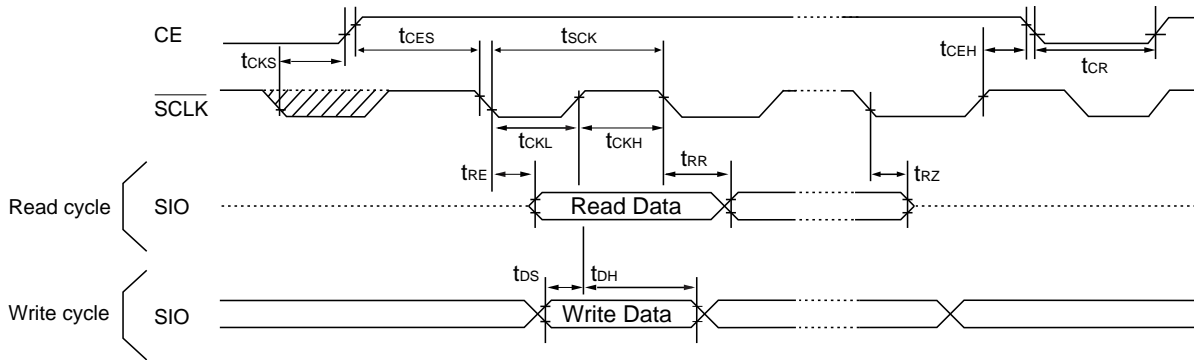 CE
tCES
tSCK
tCKS
tCEH
tCR
SCLK
tCKL
tCKH
tRE
tRR
tRZ
Read cycle
SIO
Read Data
tDS
tDH
Write cycle
SIO
Write Data